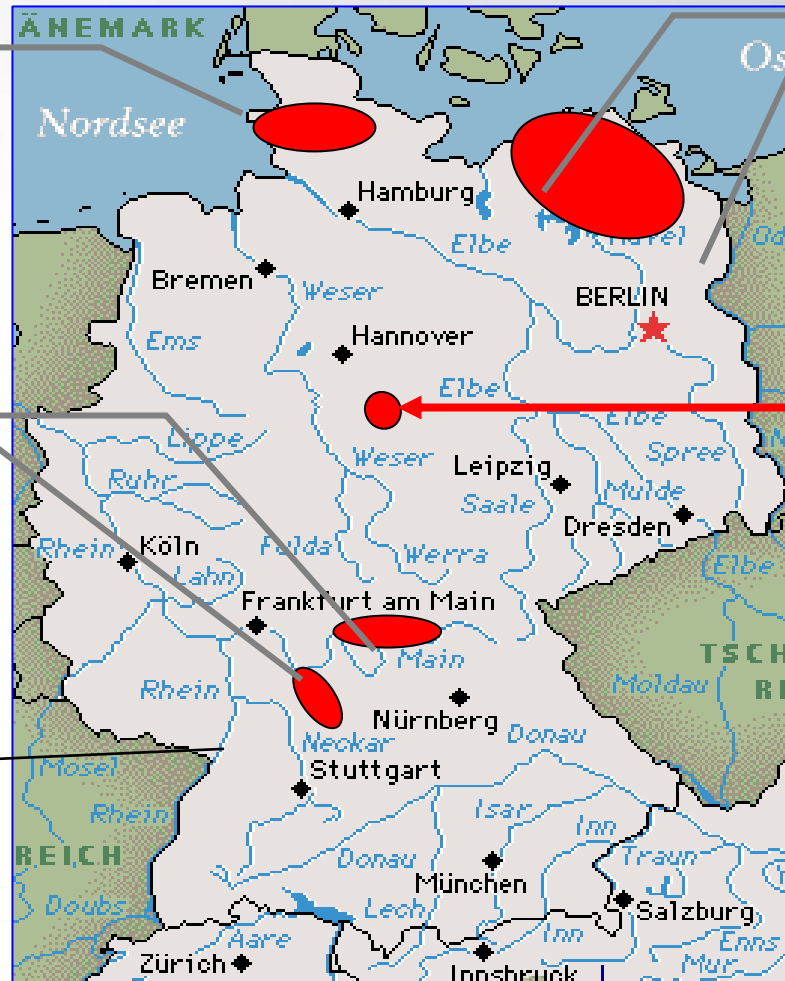 ÄNEMARK
Os
Nordsee
Hamburg
Elbe
Havel
Od
Bremen
Weser
BERLIN
Ems
Hannover
Elbe
Elbe
Lippe
Weser
Spree
Leipzig
Ruhr
Saale
Mulde
Dresden
Rhein
Köln
Fulda
Werra
Elbe
Lahn
Frankfurt am Main
Main
TSCH
Moldau
RE
Rhein
Nürnberg
Donau
Neckar
Mosel
Stuttgart
Isar
Rhein
Inn
REICH
Donau
Traun
München
Doubs
Lech
Salzburg
Aare
Inn
Enns
Zürich
Mur
Innsbruck